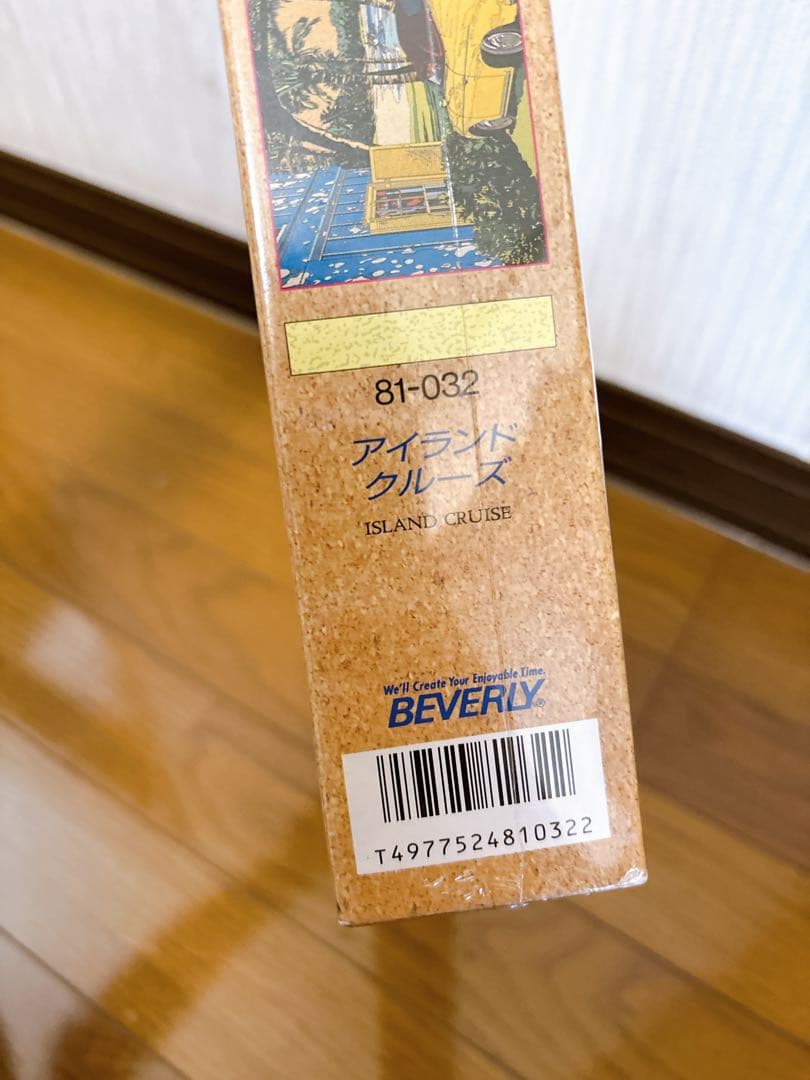 81-032
アイランド
クルーズ
ISLAND CRUISE
We'll Create Your Enjoyable Time.
BEVERLY®
T4977524810322